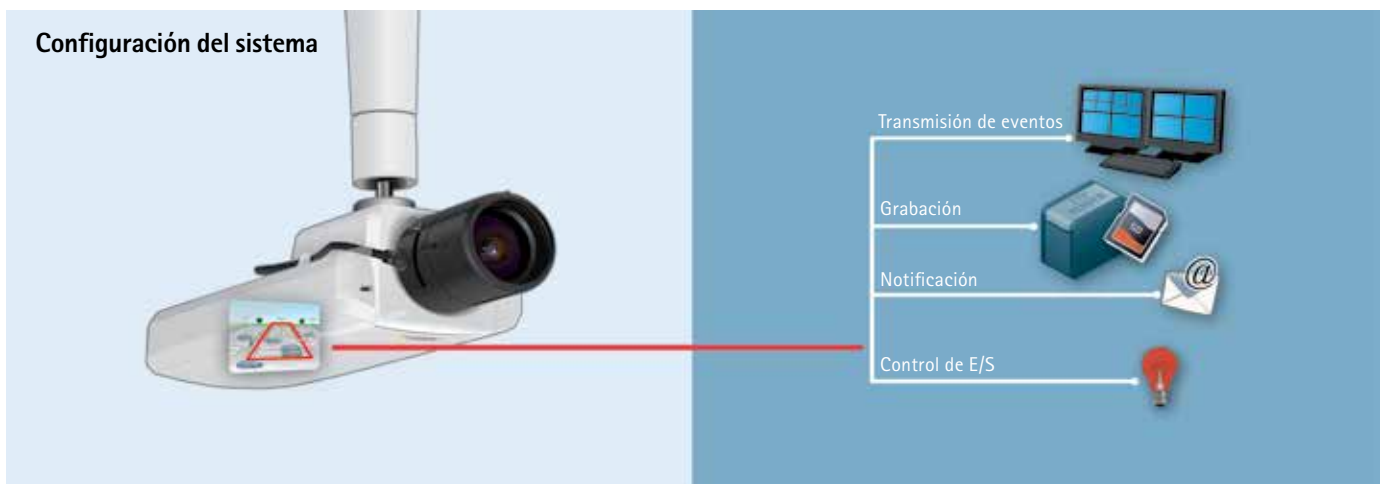 Configuración del sistema
Transmisión de eventos
Grabación
Notificación
Control de E/S